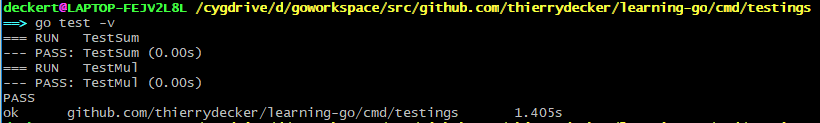 deckert@LAPTOP-FEJV2L8L /cygdrive/d/goworkspace/src/github.com/thierrydecker/learning-go/cmd/testings
==> go test -v
=== RUN   TestSum
--- PASS: TestSum (0.00s)
=== RUN   TestMul
--- PASS: TestMul (0.00s)
PASS
ok      github.com/thierrydecker/learning-go/cmd/testings       1.405s